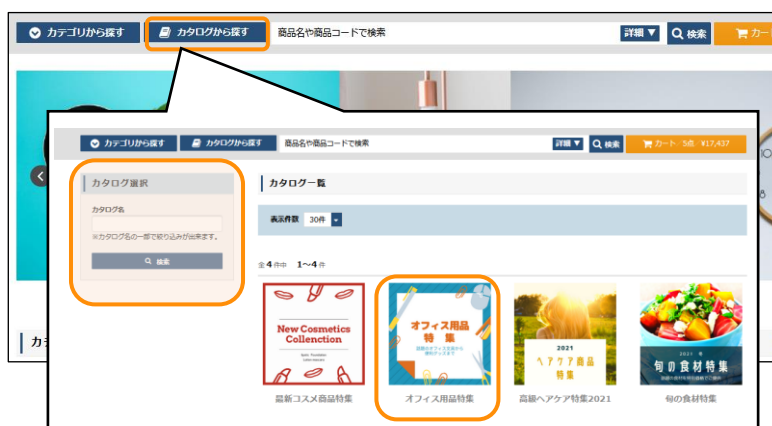 カテゴリから探す カタログから探す 商品名や商品コードで検索 詳細 ▼ 検索 カート
カテゴリから探す カタログから探す 商品名や商品コードで検索 詳細 ▼ 検索 カート 5点 ¥17,437
カタログ選択
カタログ名
※カタログ名の一部で絞り込みが出来ます。
検索
カタログ一覧
表示件数 30件
全4件中 1～4件
New Cosmetics
Collenction
オフィス用品
特 集
2021
ヘアケア商品
特集
2021 春
旬の食材特集
最新コスメ商品特集 オフィス用品特集 高級ヘアケア特集2021 旬の食材特集
カ